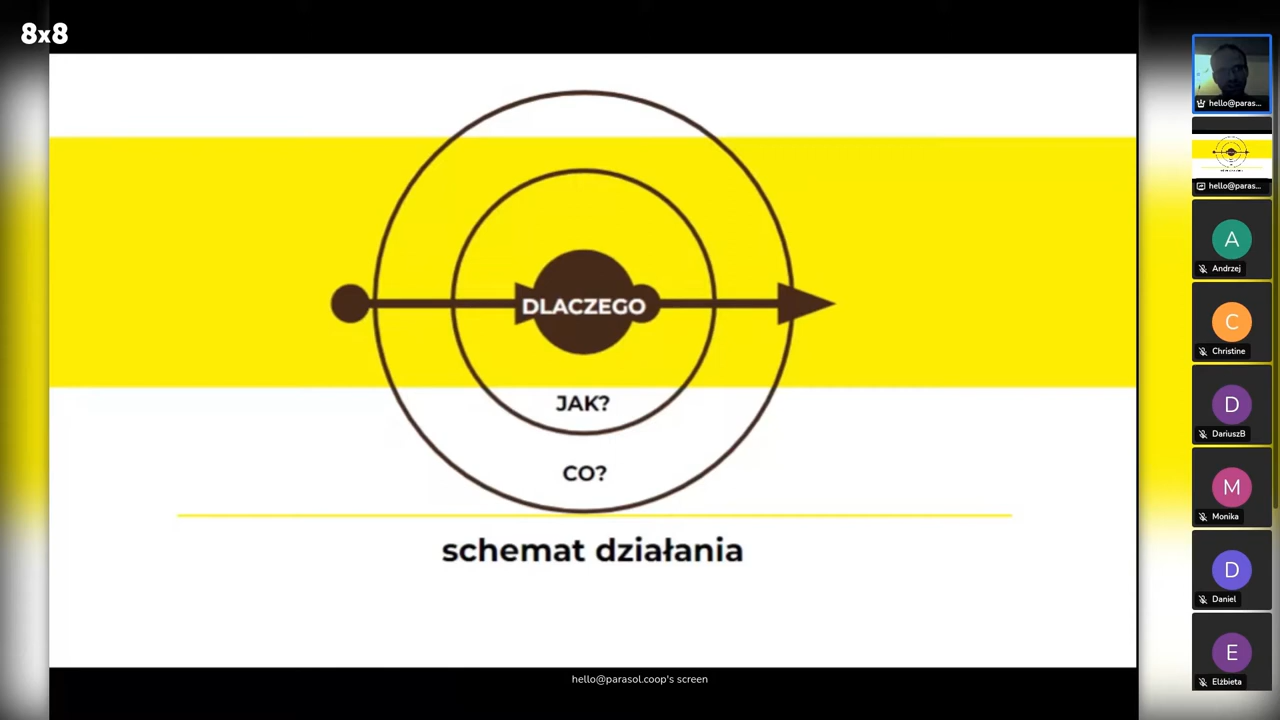 8x8
DLACZEGO
JAK?
CO?
schemat działania
hello@parasol.coop's screen
hello@paras...
hello@paras...
A
Andrzej
C
Christine
D
DariuszB
M
Monika
D
Daniel
E
Elżbieta